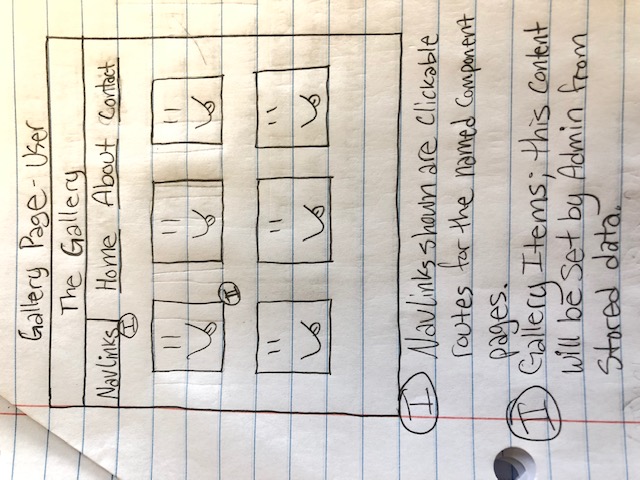 Gallery Page - User
The Gallery
NavLinks Home About Contact
I
II
I NavLinks shown are clickable
routes for the named component
pages.
I Gallery Items; this content
will be set by Admin from
stored data.